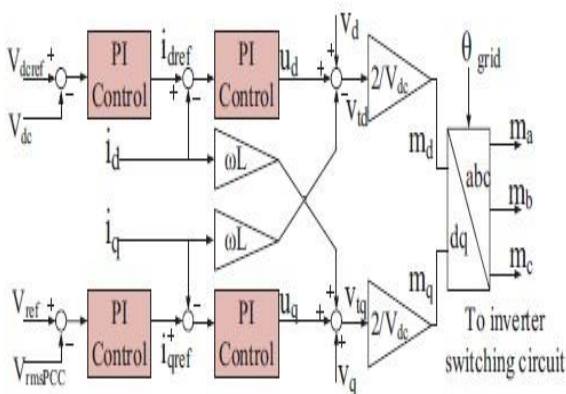 V_dcref
+
−
V_dc
PI
Control
i_dref
+
−
PI
Control
u_d
+
+
−
v_d
v_td
2/V_dc
m_d
θ_grid
i_d
ωL
i_q
ωL
abc
dq
m_a
m_b
m_c
V_ref
+
−
V_rmsPCC
PI
Control
i_qref
+
−
PI
Control
u_q
+
+
+
v_q
v_tq
2/V_dc
m_q
To inverter
switching circuit